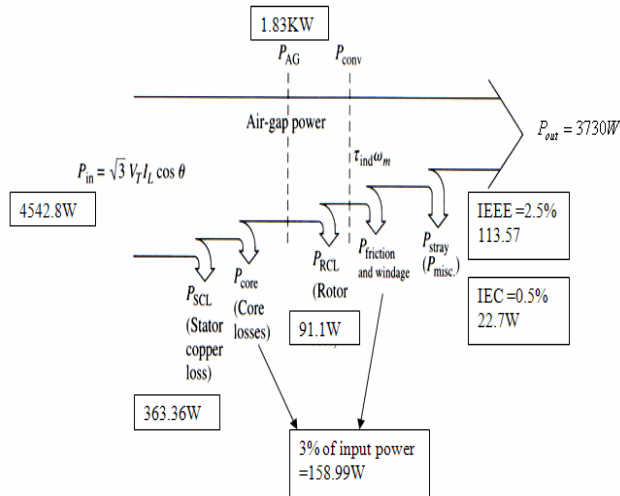 1.83KW
P_AG
P_conv
Air-gap power
P_out = 3730W
τ_ind ω_m
P_in = √3 V_T I_L cos θ
4542.8W
IEEE =2.5%
113.57
P_SCL
(Stator
copper
loss)
P_core
(Core
losses)
P_RCL
(Rotor
P_friction
and windage
P_stray
(P_misc.)
IEC =0.5%
22.7W
91.1W
363.36W
3% of input power
=158.99W